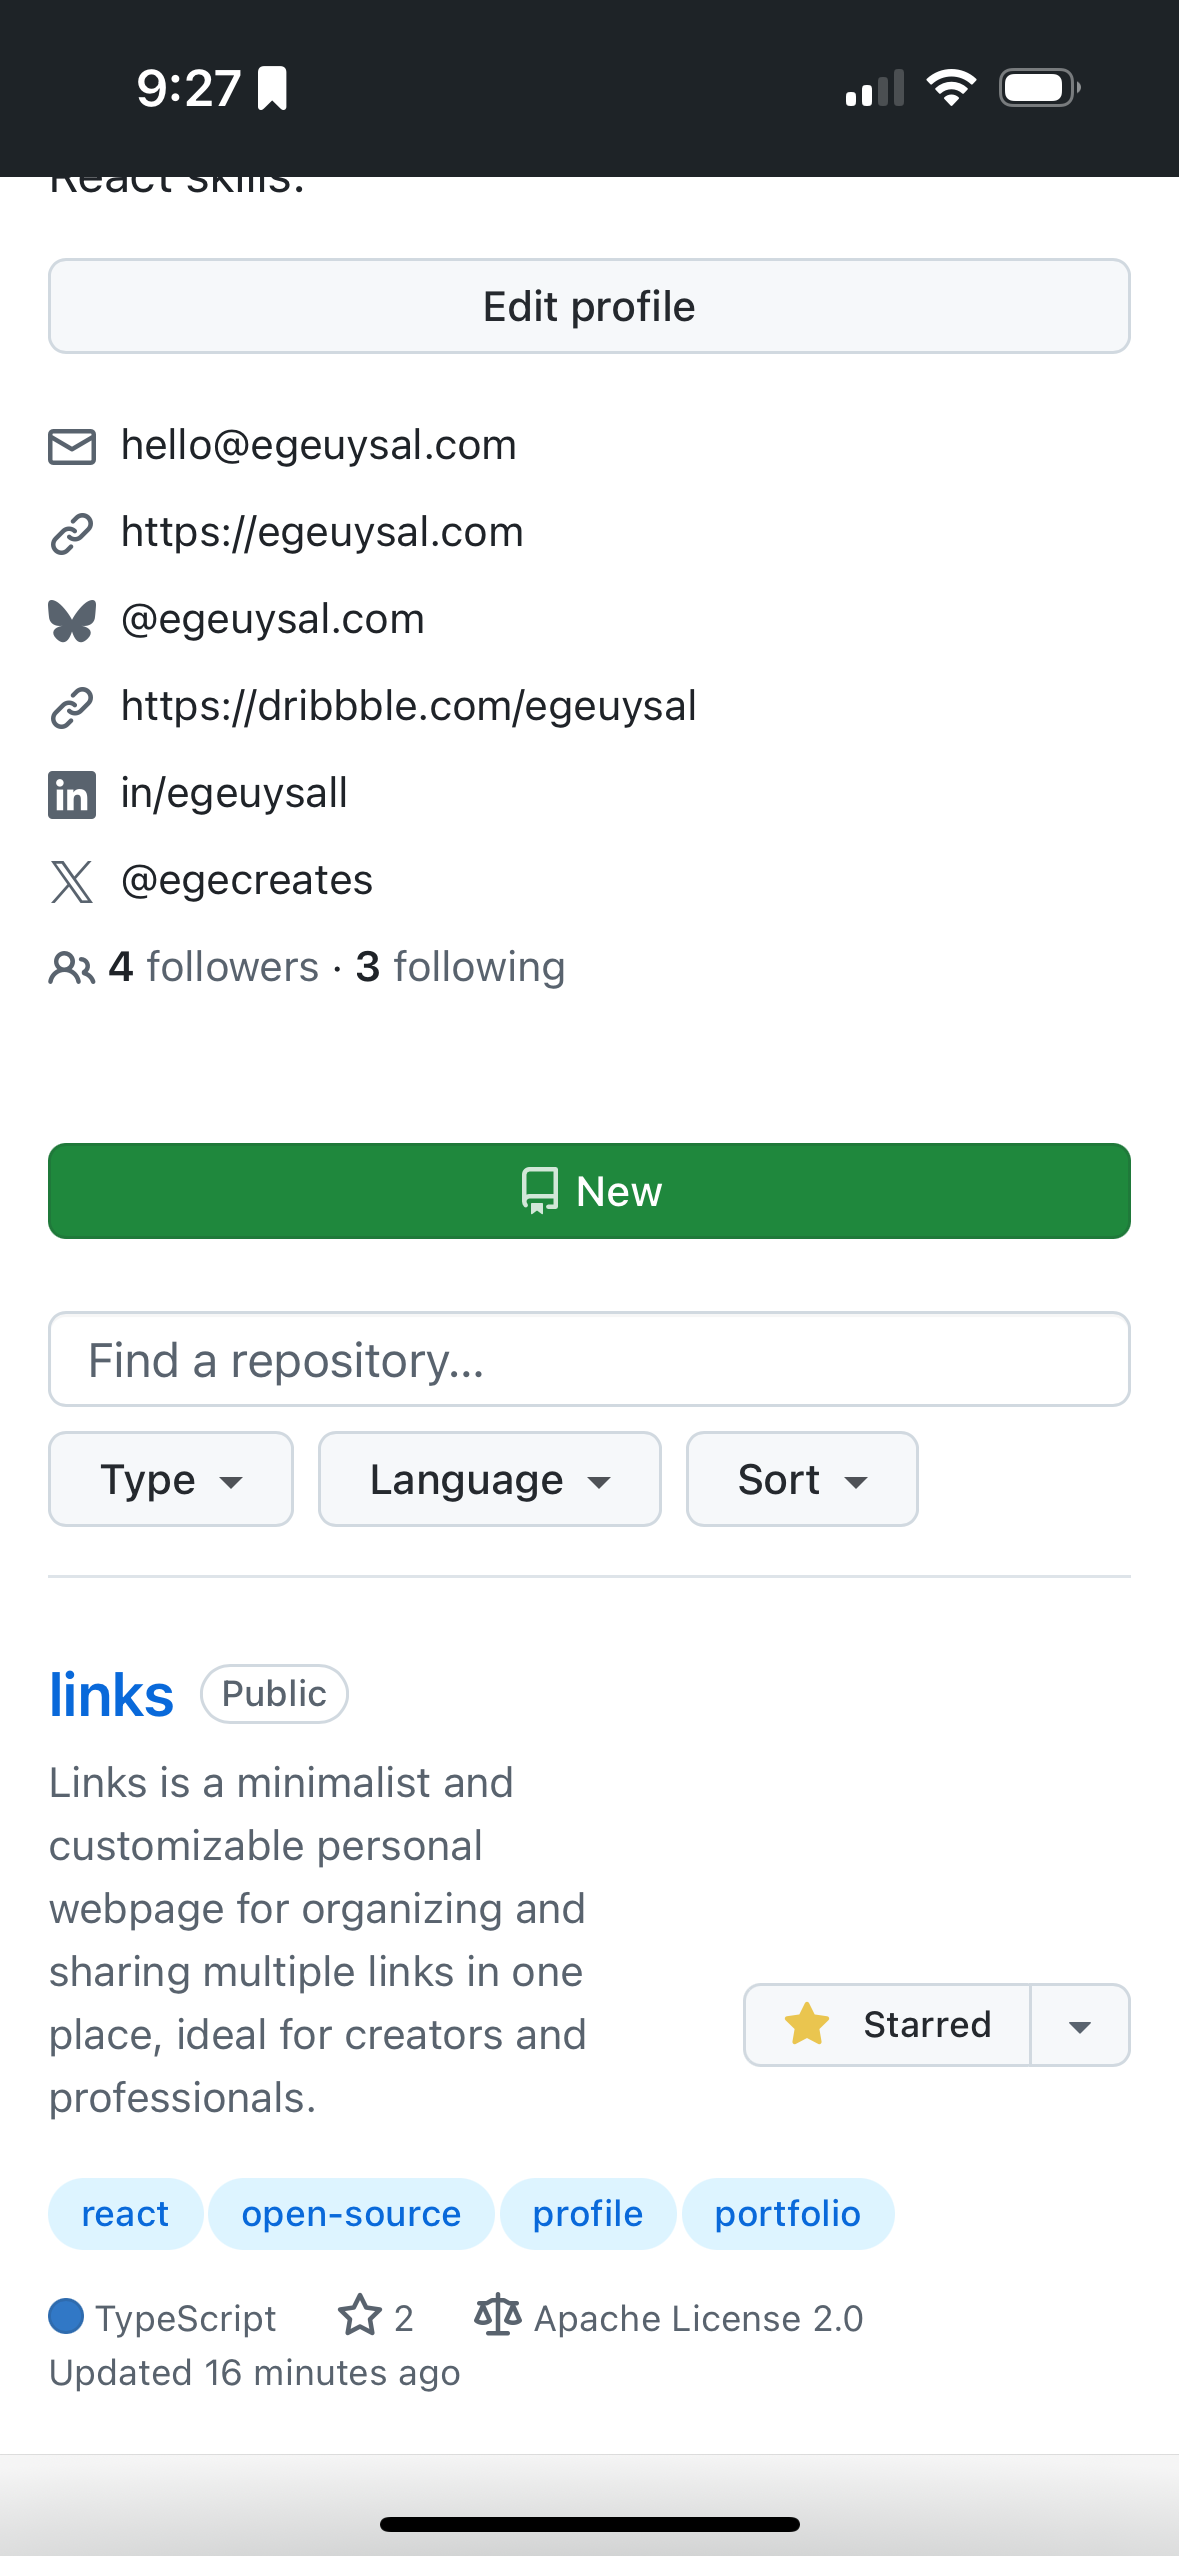 9:27
React skills.
Edit profile
hello@egeuysal.com
https://egeuysal.com
@egeuysal.com
https://dribbble.com/egeuysal
in/egeuysall
@egecreates
4 followers · 3 following
New
Find a repository...
Type
Language
Sort
links Public
Links is a minimalist and
customizable personal
webpage for organizing and
sharing multiple links in one
place, ideal for creators and
professionals.
Starred
react open-source profile portfolio
TypeScript 2 Apache License 2.0
Updated 16 minutes ago